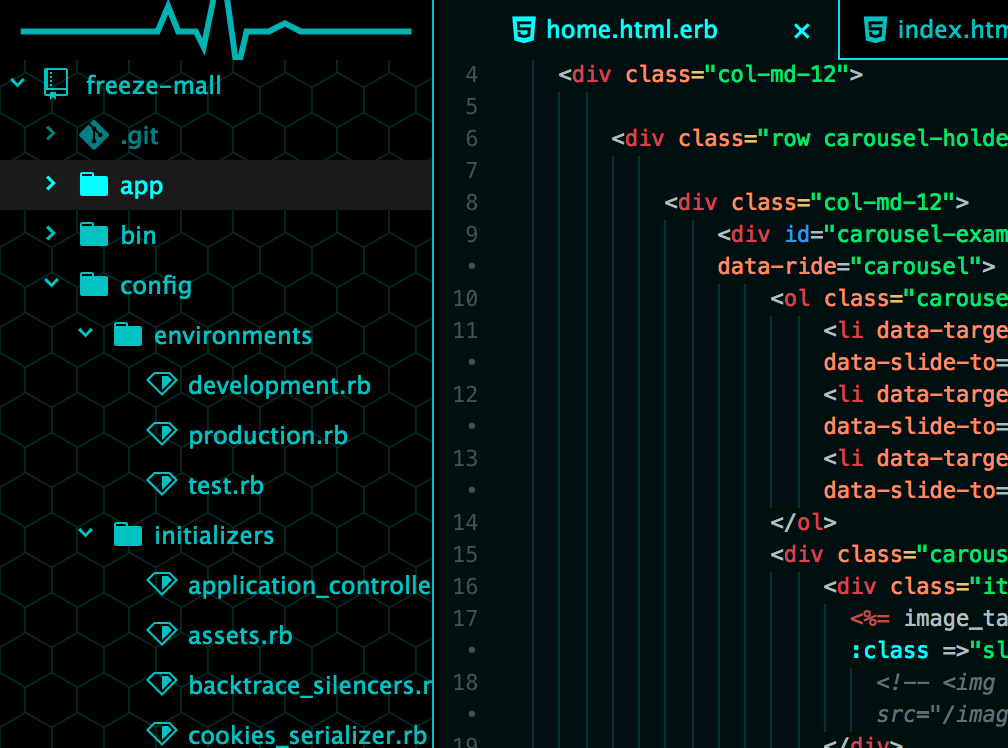 freeze-mall
.git
app
bin
config
environments
development.rb
production.rb
test.rb
initializers
application_controlle
assets.rb
backtrace_silencers.r
cookies_serializer.rb
home.html.erb ×
index.htm
4 <div class="col-md-12">
5
6 <div class="row carousel-holde
7
8 <div class="col-md-12">
9 <div id="carousel-exam
• data-ride="carousel">
10 <ol class="carouse
11 <li data-targe
• data-slide-to=
12 <li data-targe
• data-slide-to=
13 <li data-targe
• data-slide-to=
14 </ol>
15 <div class="carous
16 <div class="it
17 <%= image_ta
• :class =>"sl
18 <!-- <img
• src="/imag
19 </div>